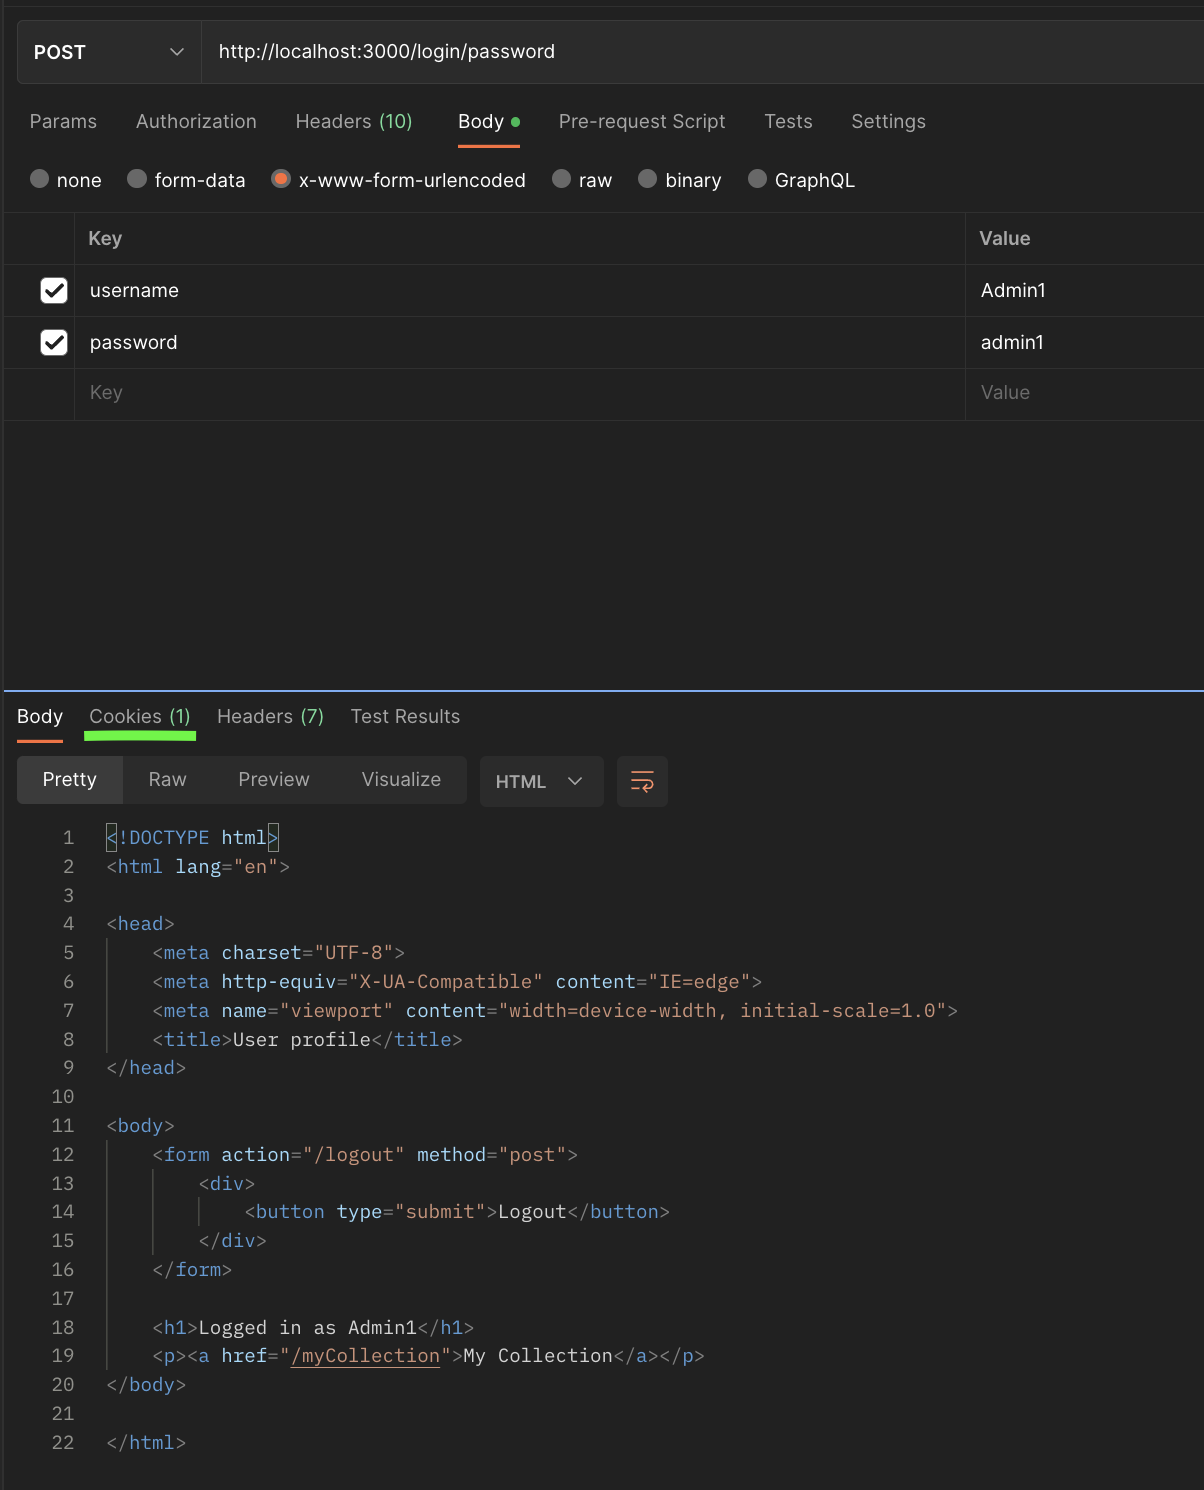 POST http://localhost:3000/login/password
Params Authorization Headers (10) Body Pre-request Script Tests Settings
none form-data x-www-form-urlencoded raw binary GraphQL
Key Value
username Admin1
password admin1
Key Value
Body Cookies (1) Headers (7) Test Results
Pretty Raw Preview Visualize HTML
1 <!DOCTYPE html>
2 <html lang="en">
3
4 <head>
5 <meta charset="UTF-8">
6 <meta http-equiv="X-UA-Compatible" content="IE=edge">
7 <meta name="viewport" content="width=device-width, initial-scale=1.0">
8 <title>User profile</title>
9 </head>
10
11 <body>
12 <form action="/logout" method="post">
13 <div>
14 <button type="submit">Logout</button>
15 </div>
16 </form>
17
18 <h1>Logged in as Admin1</h1>
19 <p><a href="/myCollection">My Collection</a></p>
20 </body>
21
22 </html>